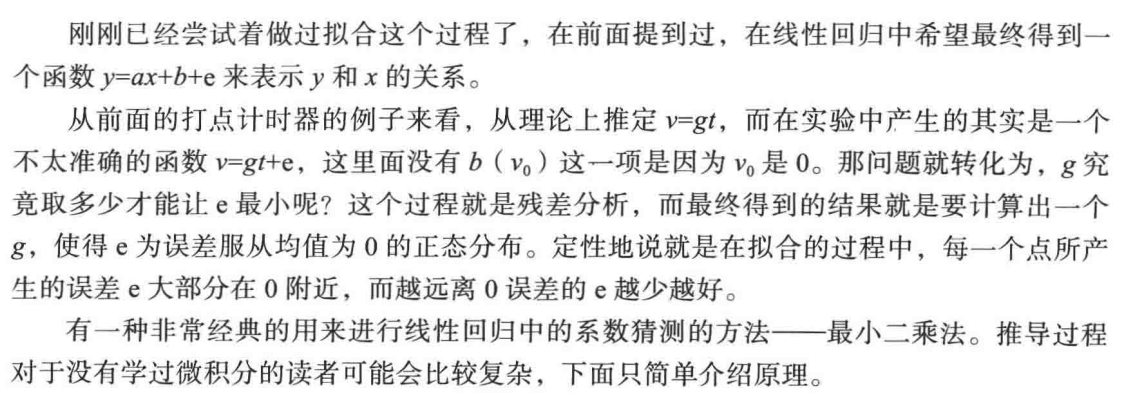 刚刚已经尝试着做过拟合这个过程了，在前面提到过，在线性回归中希望最终得到一
个函数 y=ax+b+e 来表示 y 和 x 的关系。
从前面的打点计时器的例子来看，从理论上推定 v=gt，而在实验中产生的其实是一个
不太准确的函数 v=gt+e，这里面没有 b（v₀）这一项是因为 v₀ 是 0。那问题就转化为，g 究
竟取多少才能让 e 最小呢？这个过程就是残差分析，而最终得到的结果就是要计算出一个
g，使得 e 为误差服从均值为 0 的正态分布。定性地说就是在拟合的过程中，每一个点所产
生的误差 e 大部分在 0 附近，而越远离 0 误差的 e 越少越好。
有一种非常经典的用来进行线性回归中的系数猜测的方法——最小二乘法。推导过程
对于没有学过微积分的读者可能会比较复杂，下面只简单介绍原理。